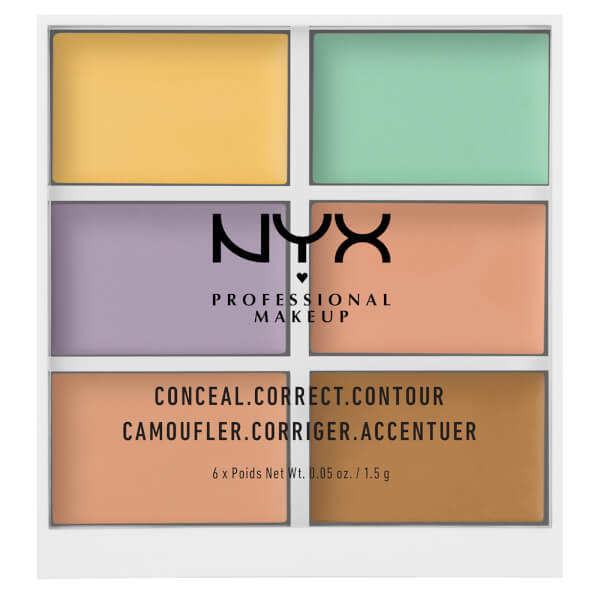 NYX
PROFESSIONAL
MAKEUP
CONCEAL.CORRECT.CONTOUR
CAMOUFLER.CORRIGER.ACCENTUER
6 x Poids Net Wt. 0.05 oz. / 1.5 g